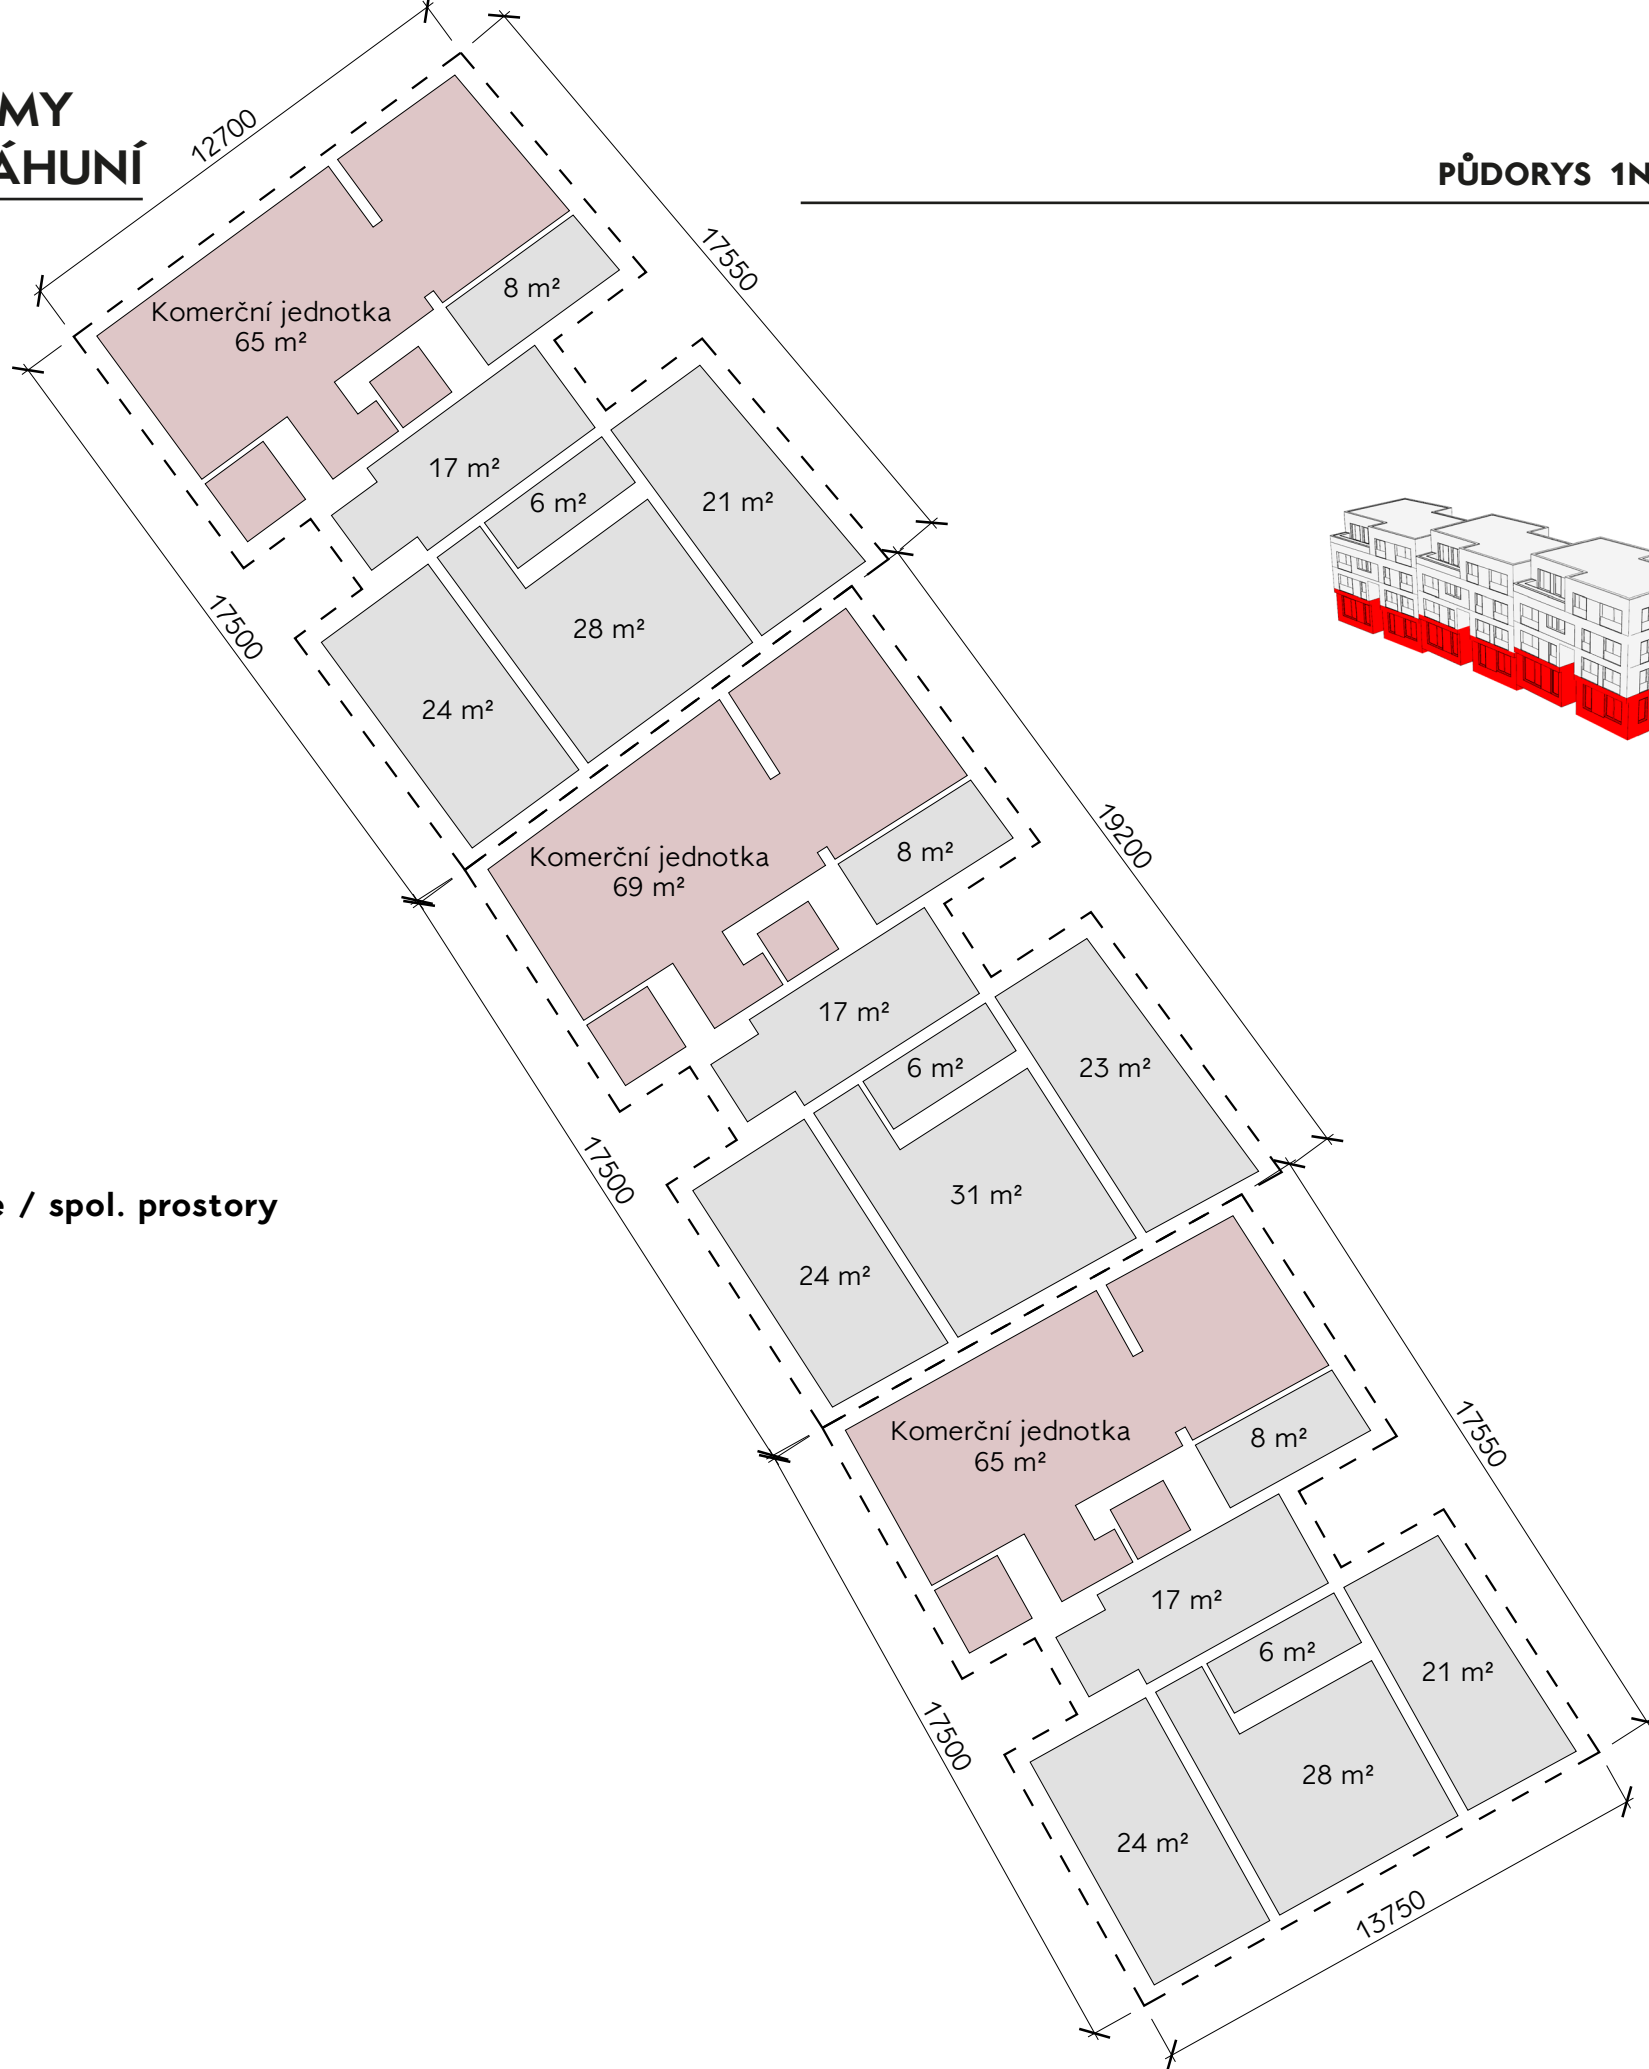 MY
ÁHUNÍ
PŮDORYS 1N
12700
17550
8 m²
Komerční jednotka
65 m²
17 m²
6 m²
21 m²
17500
28 m²
24 m²
19200
Komerční jednotka
69 m²
8 m²
17 m²
6 m²
23 m²
17500
31 m²
e / spol. prostory
24 m²
Komerční jednotka
65 m²
8 m²
17550
17 m²
6 m²
21 m²
17500
28 m²
24 m²
13750